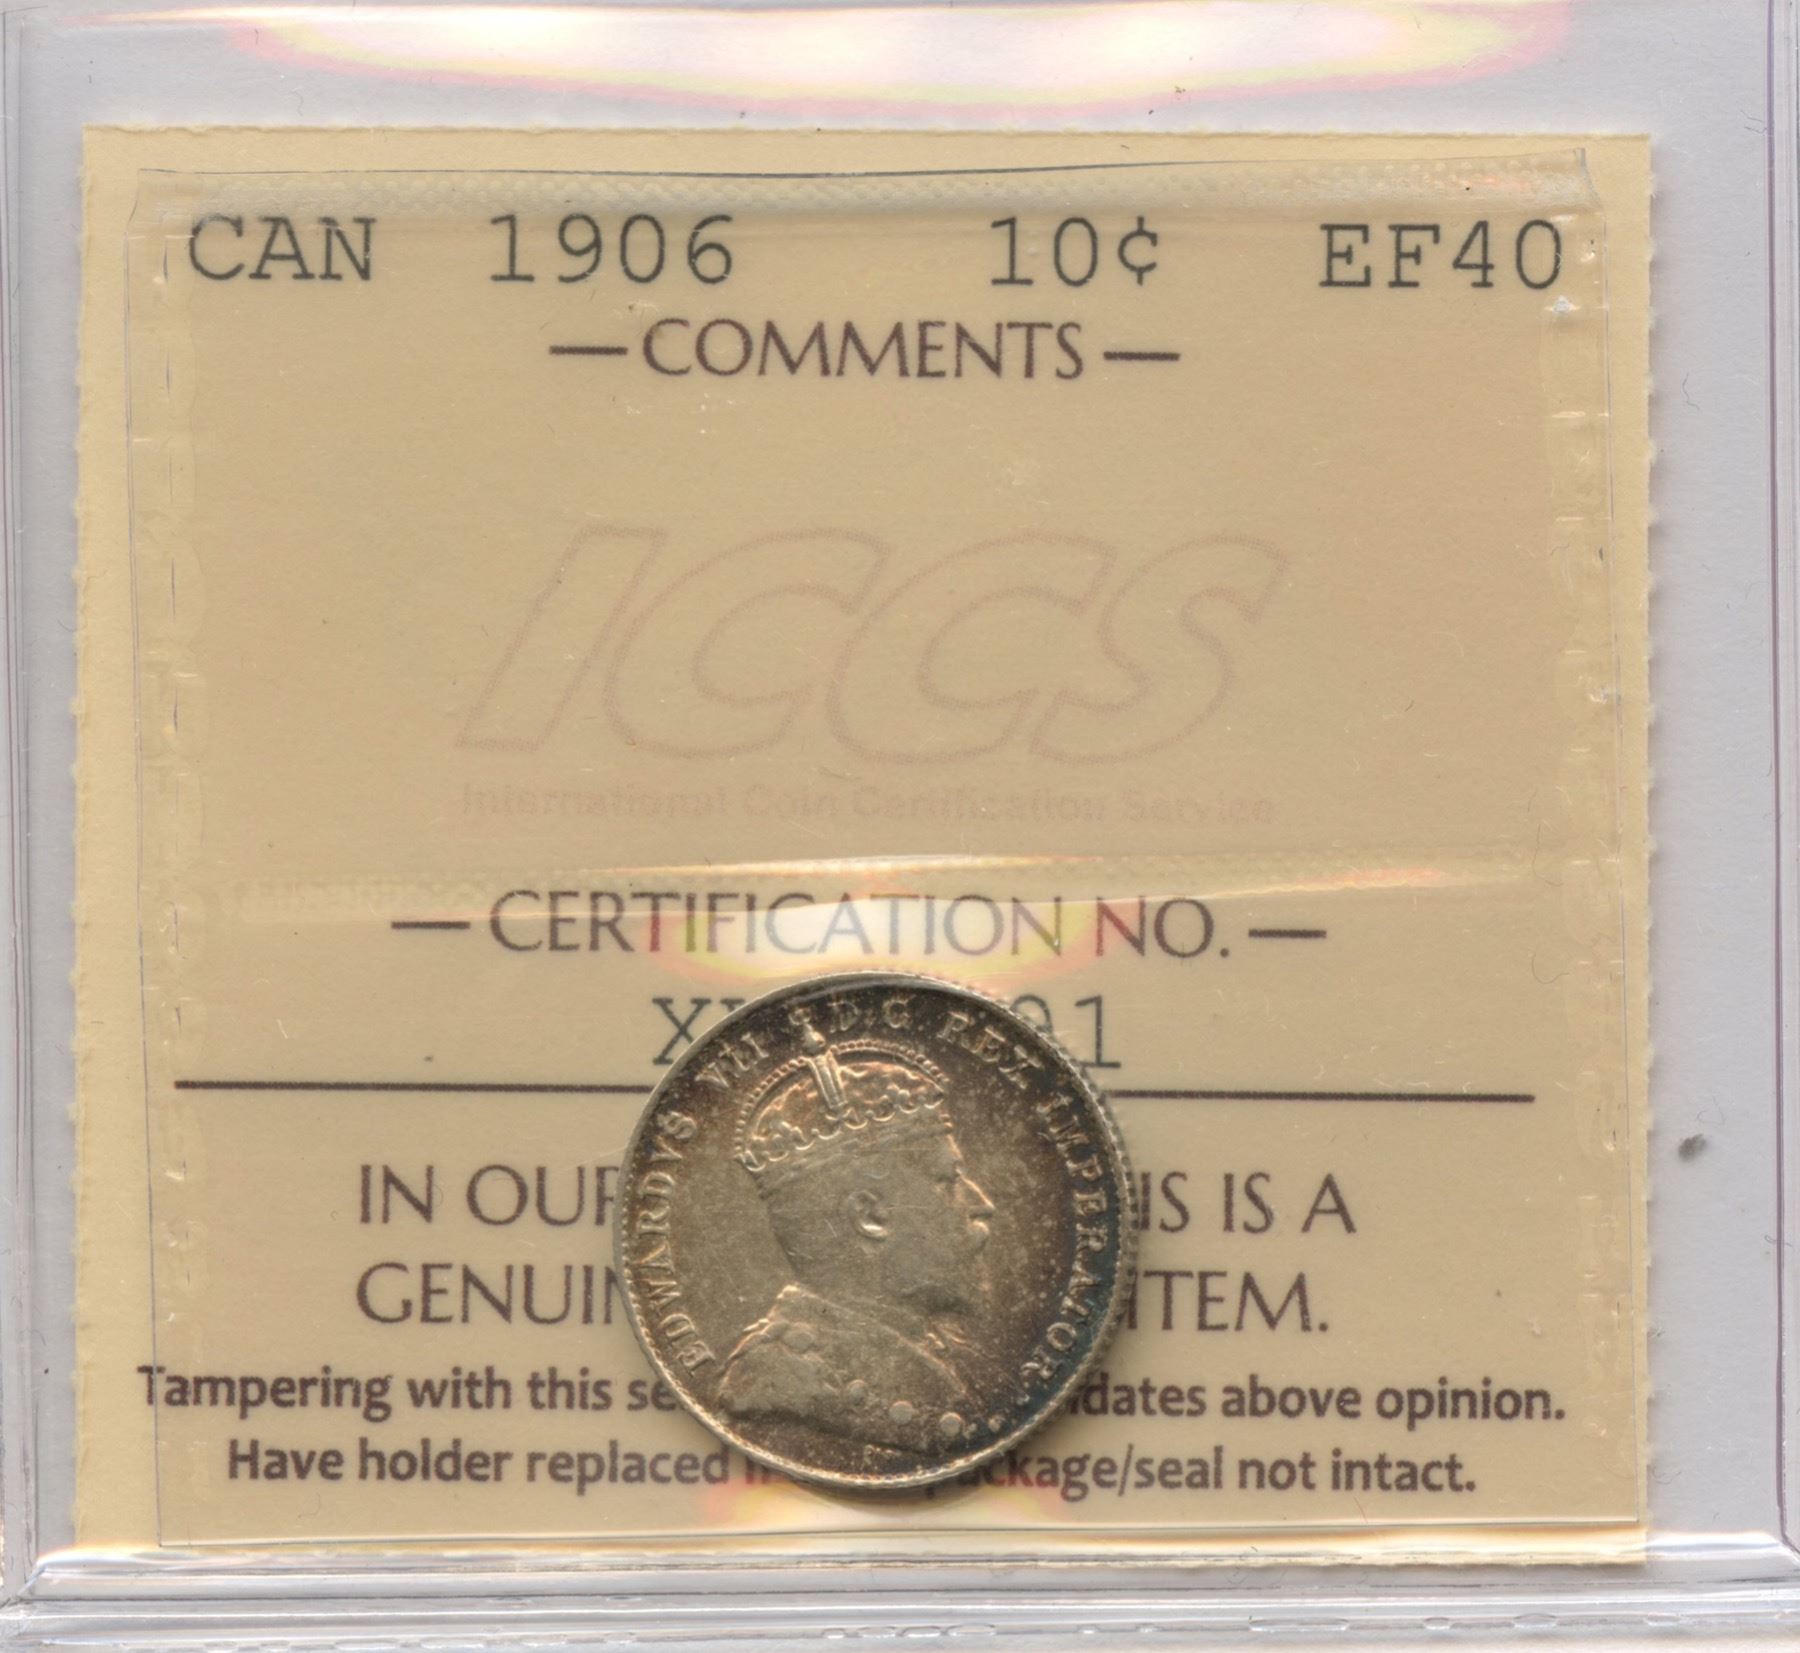 CAN 1906 10¢ EF40
—COMMENTS—
ICCS
International Coin Certification Service
—CERTIFICATION NO.—
91
EDWARDVS VII D.G. REX IMPERATOR
IN OUR IS IS A
GENUIN ITEM.
Tampering with this se dates above opinion.
Have holder replaced package/seal not intact.